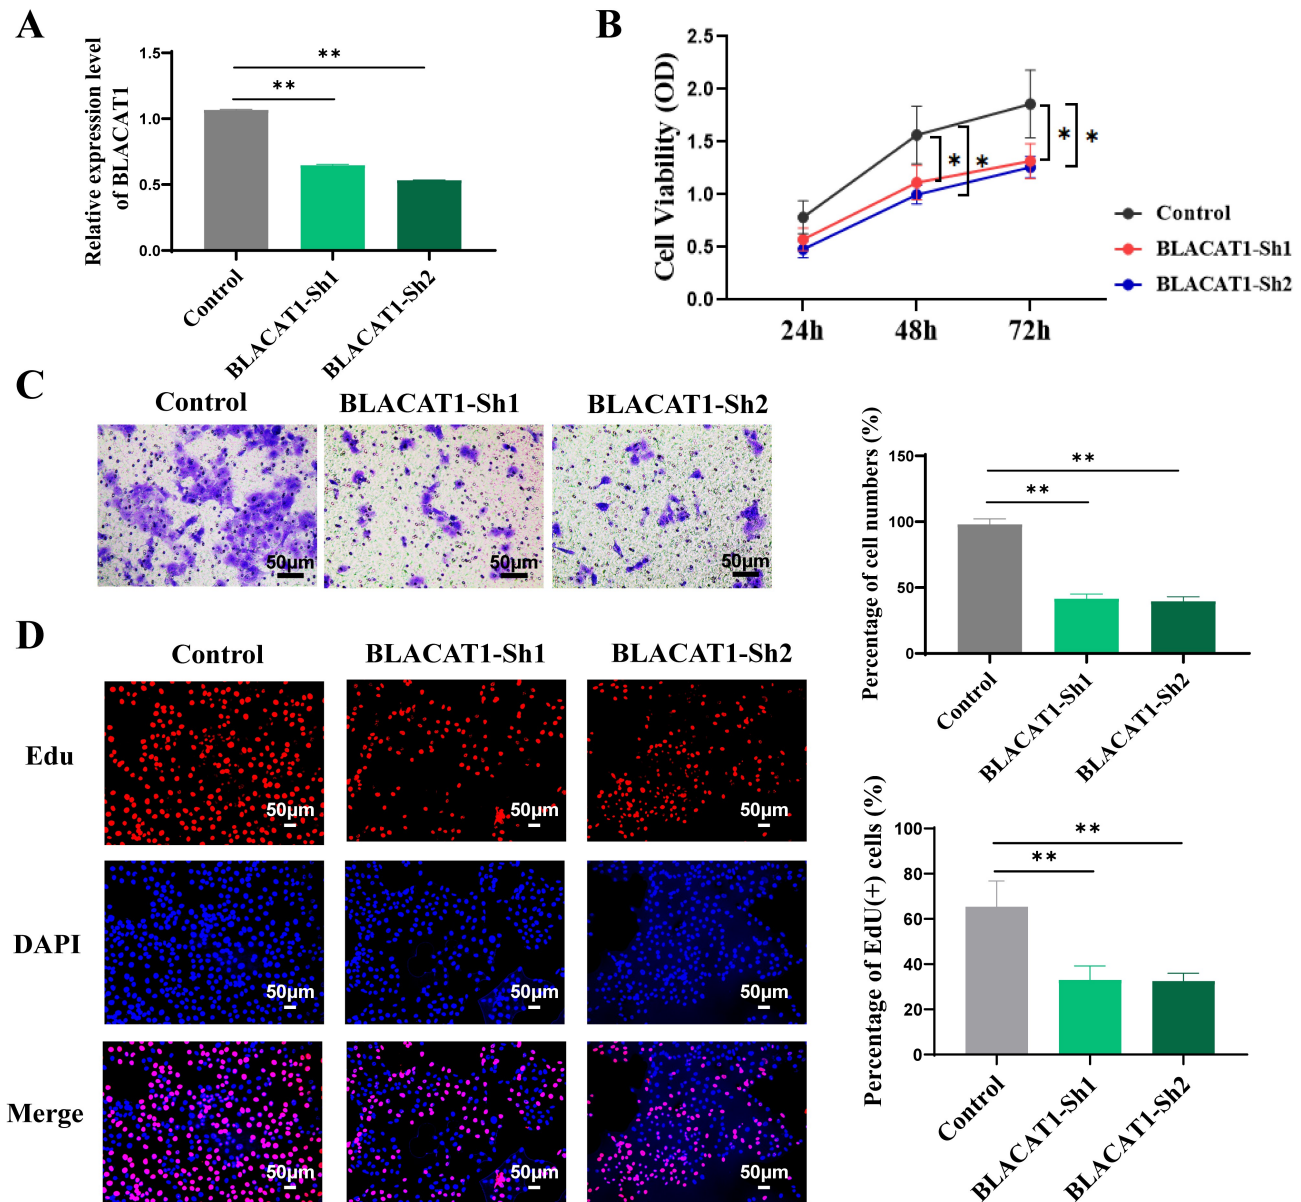 A
Relative expression level
of BLACAT1
1.5
1.0
0.5
0.0
**
**
Control
BLACAT1-Sh1
BLACAT1-Sh2
B
Cell Viability (OD)
2.5
2.0
1.5
1.0
0.5
0.0
*
*
*
*
24h
48h
72h
Control
BLACAT1-Sh1
BLACAT1-Sh2
C
Control
BLACAT1-Sh1
BLACAT1-Sh2
50μm
50μm
50μm
Percentage of cell numbers (%)
150
100
50
0
**
**
Control
BLACAT1-Sh1
BLACAT1-Sh2
D
Control
BLACAT1-Sh1
BLACAT1-Sh2
Edu
50μm
50μm
50μm
DAPI
50μm
50μm
50μm
Merge
50μm
50μm
50μm
Percentage of EdU(+) cells (%)
100
80
60
40
20
0
**
**
Control
BLACAT1-Sh1
BLACAT1-Sh2